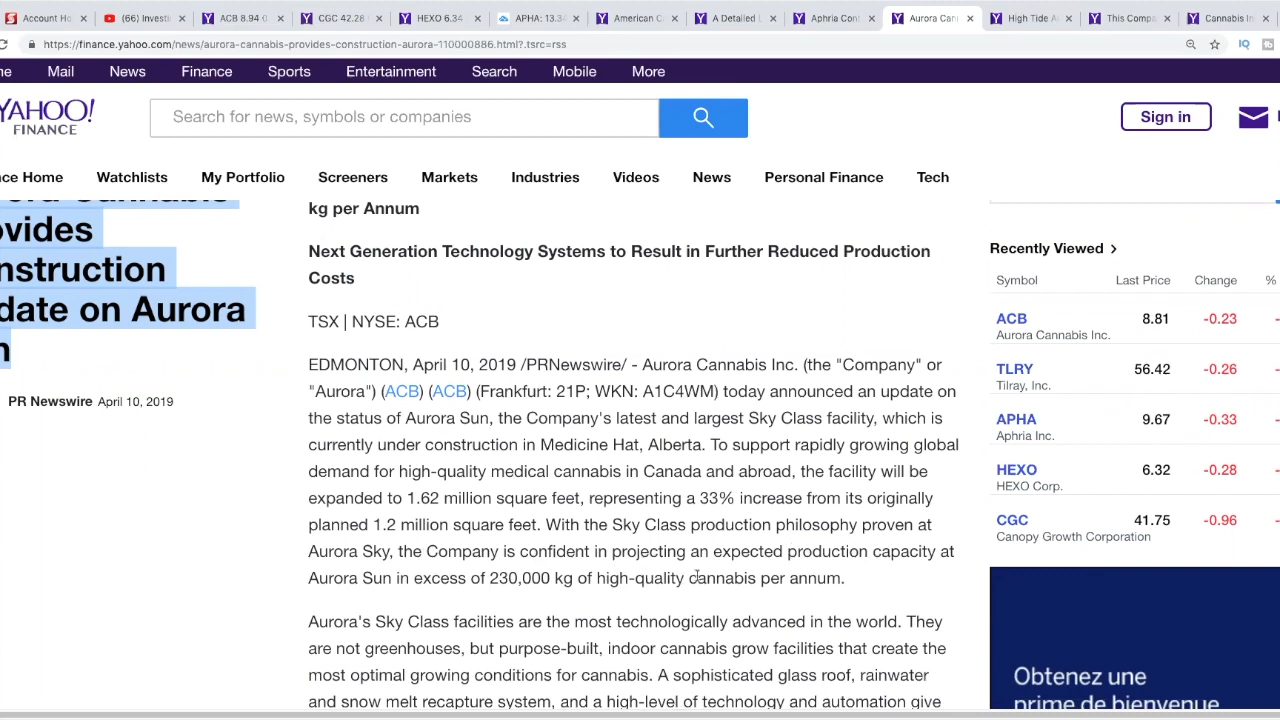 Account Ho
(66) Investi
ACB 8.94
CGC 42.28
HEXO 6.34
APHA 13.3
American C
A Detailed
Aphria Con
Aurora Can
High Tide A
This Compa
Cannabis In
https://finance.yahoo.com/news/aurora-cannabis-provides-construction-aurora-110000886.html?.tsrc=rss
me Mail News Finance Sports Entertainment Search Mobile More
YAHOO!
FINANCE
Search for news, symbols or companies
Sign in
nce Home Watchlists My Portfolio Screeners Markets Industries Videos News Personal Finance Tech
ovides
nstruction
date on Aurora
n
PR Newswire April 10, 2019
kg per Annum
Next Generation Technology Systems to Result in Further Reduced Production
Costs
TSX | NYSE: ACB
EDMONTON, April 10, 2019 /PRNewswire/ - Aurora Cannabis Inc. (the "Company" or
"Aurora") (ACB) (ACB) (Frankfurt: 21P; WKN: A1C4WM) today announced an update on
the status of Aurora Sun, the Company's latest and largest Sky Class facility, which is
currently under construction in Medicine Hat, Alberta. To support rapidly growing global
demand for high-quality medical cannabis in Canada and abroad, the facility will be
expanded to 1.62 million square feet, representing a 33% increase from its originally
planned 1.2 million square feet. With the Sky Class production philosophy proven at
Aurora Sky, the Company is confident in projecting an expected production capacity at
Aurora Sun in excess of 230,000 kg of high-quality cannabis per annum.
Aurora's Sky Class facilities are the most technologically advanced in the world. They
are not greenhouses, but purpose-built, indoor cannabis grow facilities that create the
most optimal growing conditions for cannabis. A sophisticated glass roof, rainwater
and snow melt recapture system, and a high-level of technology and automation give
Recently Viewed
Symbol Last Price Change %
ACB 8.81 -0.23 -
Aurora Cannabis Inc.
TLRY 56.42 -0.26 -
Tilray, Inc.
APHA 9.67 -0.33 -
Aphria Inc.
HEXO 6.32 -0.28 -
HEXO Corp.
CGC 41.75 -0.96 -
Canopy Growth Corporation
Obtenez une
prime de bienvenue